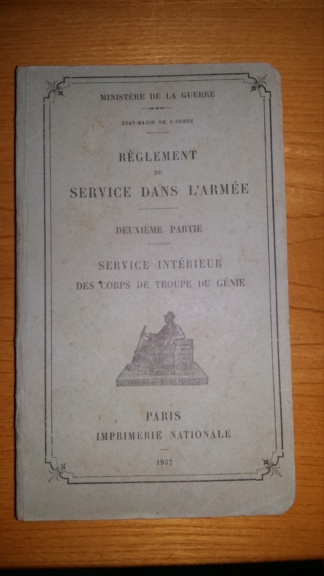 MINISTÈRE DE LA GUERRE
ÉTAT-MAJOR DE L'ARMÉE
RÈGLEMENT
DU
SERVICE DANS L'ARMÉE
DEUXIÈME PARTIE
SERVICE INTÉRIEUR
DES CORPS DE TROUPE DU GÉNIE
PARIS
IMPRIMERIE NATIONALE
1932